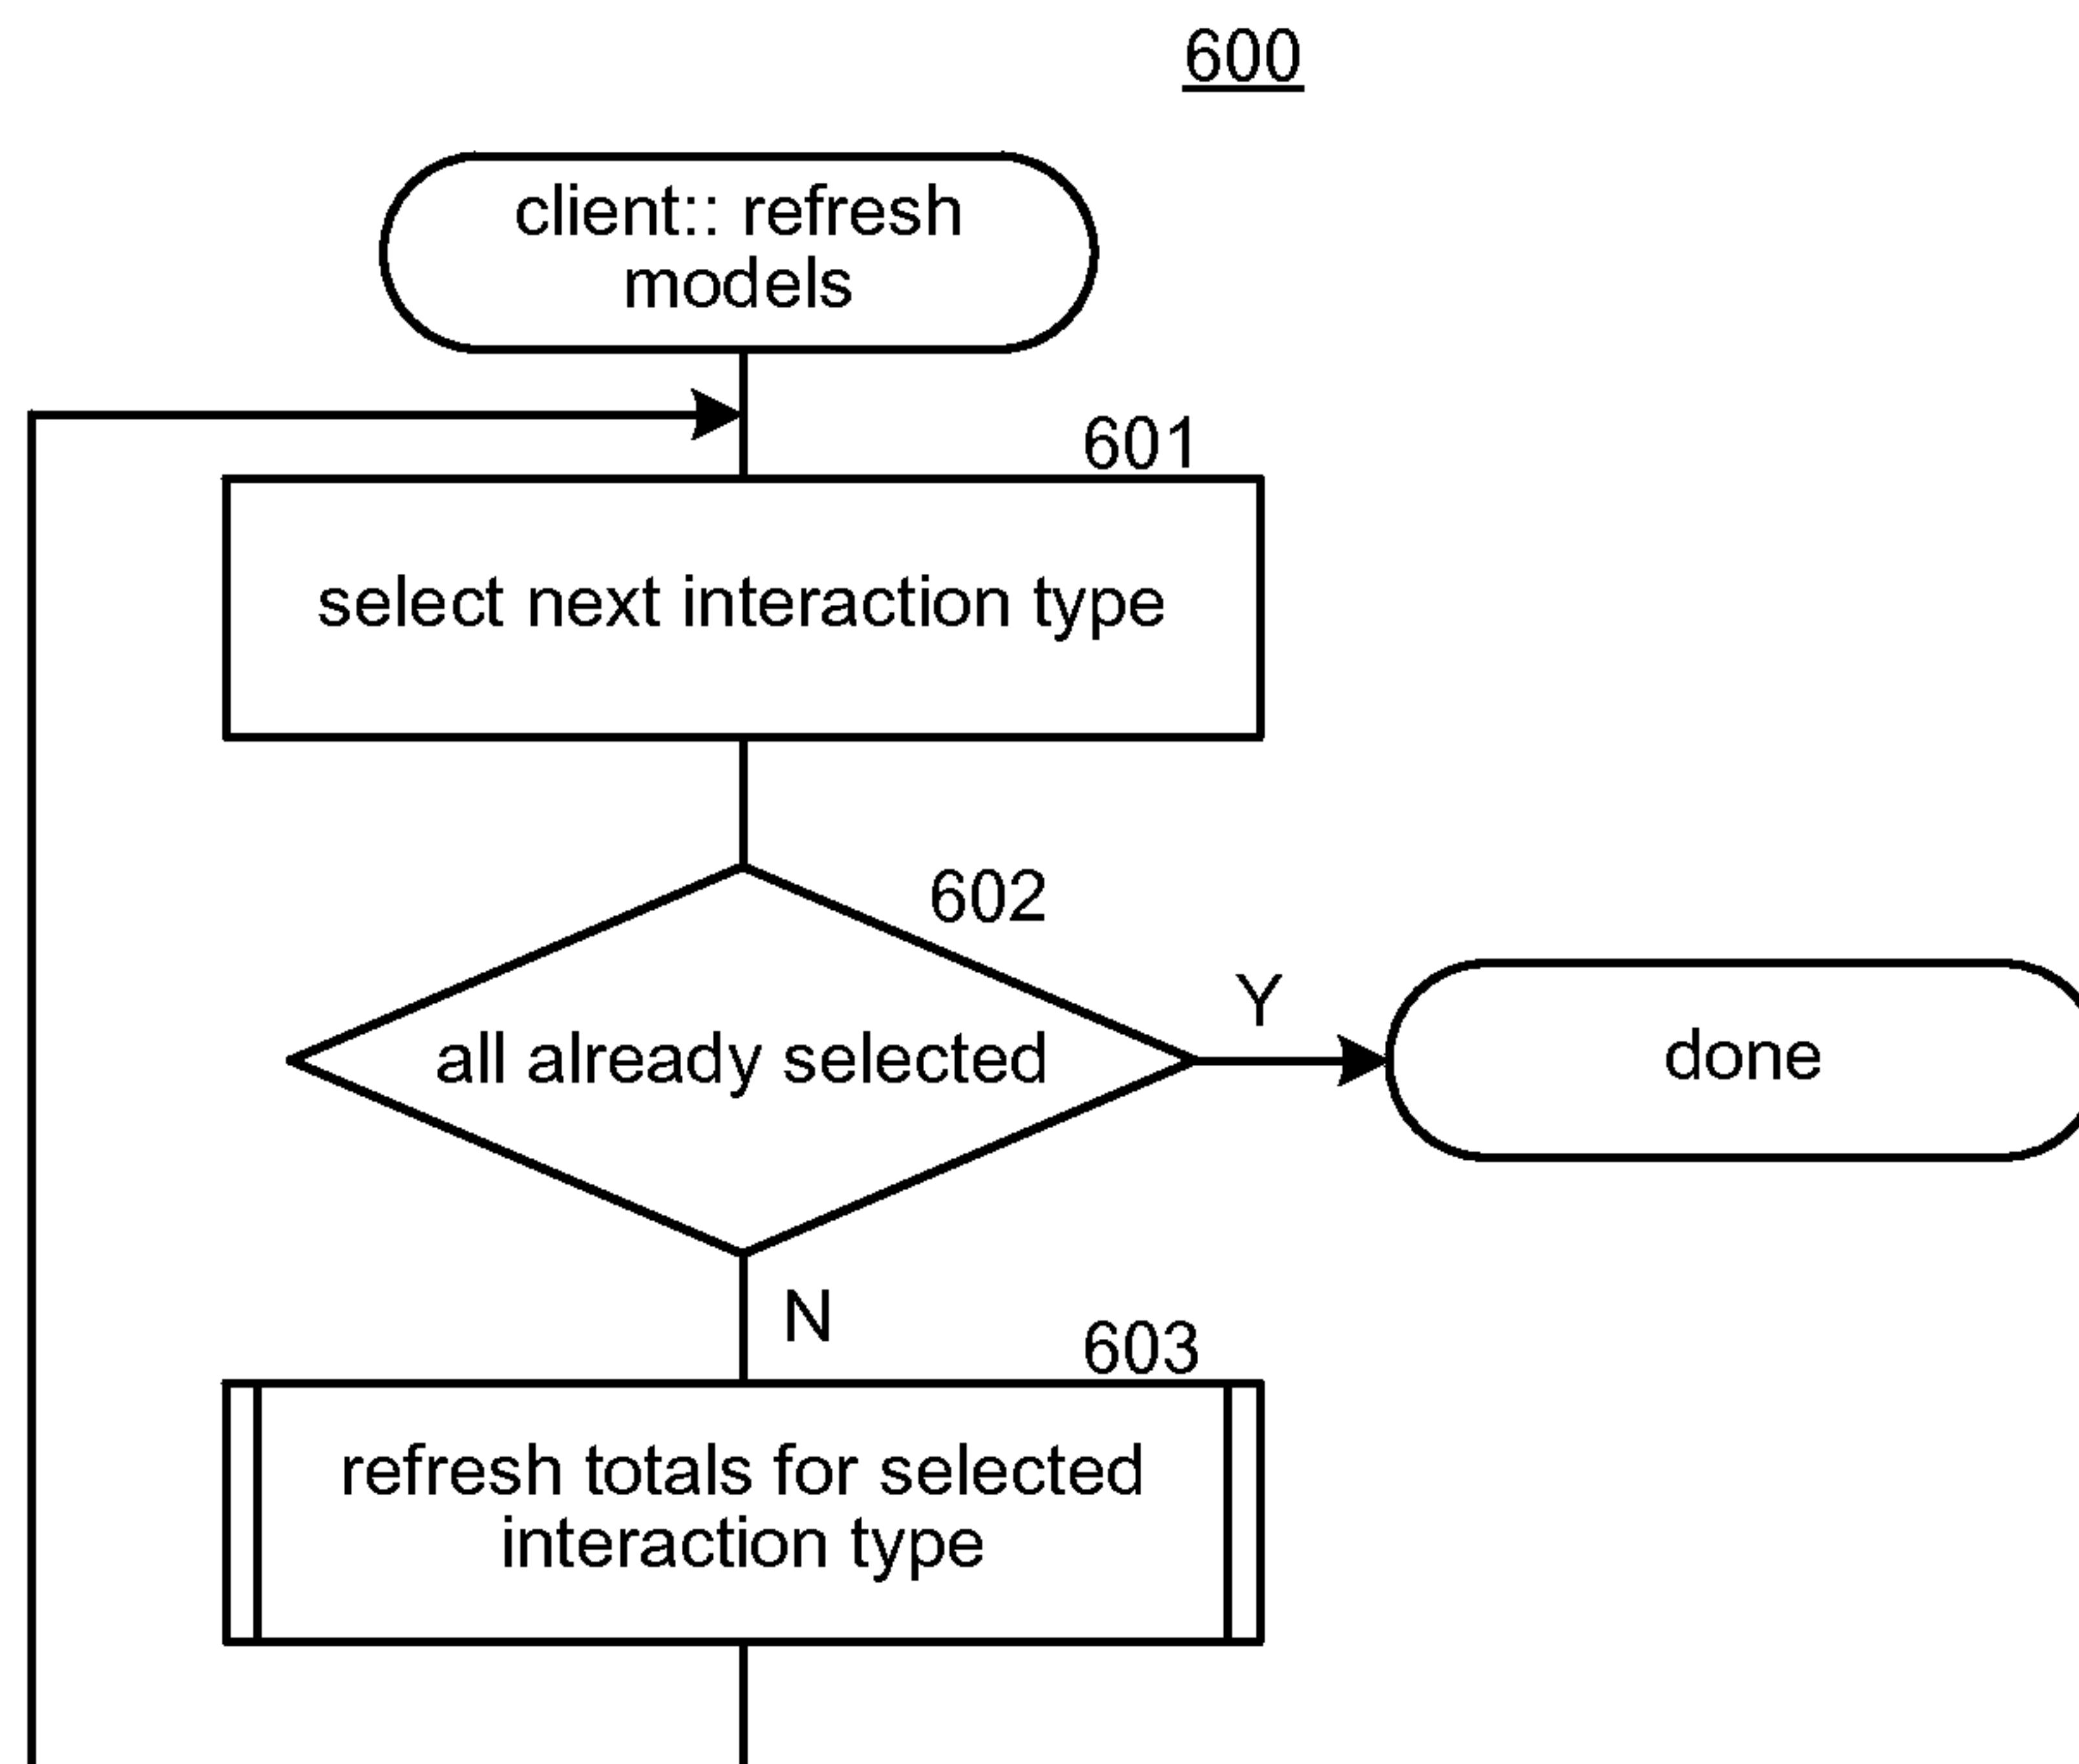 600
client:: refresh
models
601
select next interaction type
602
Y
all already selected
done
N
603
refresh totals for selected
interaction type